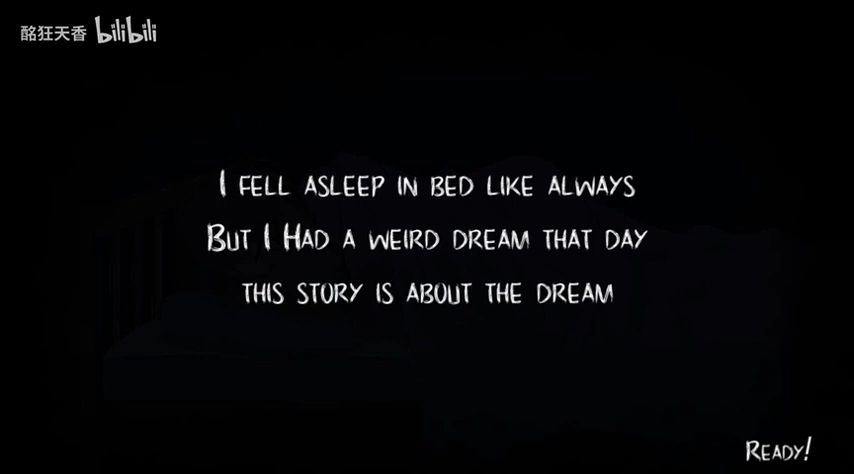 酩狂天香 bilibili
I FELL ASLEEP IN BED LIKE ALWAYS
BUT I HAD A WEIRD DREAM THAT DAY
THIS STORY IS ABOUT THE DREAM
READY!